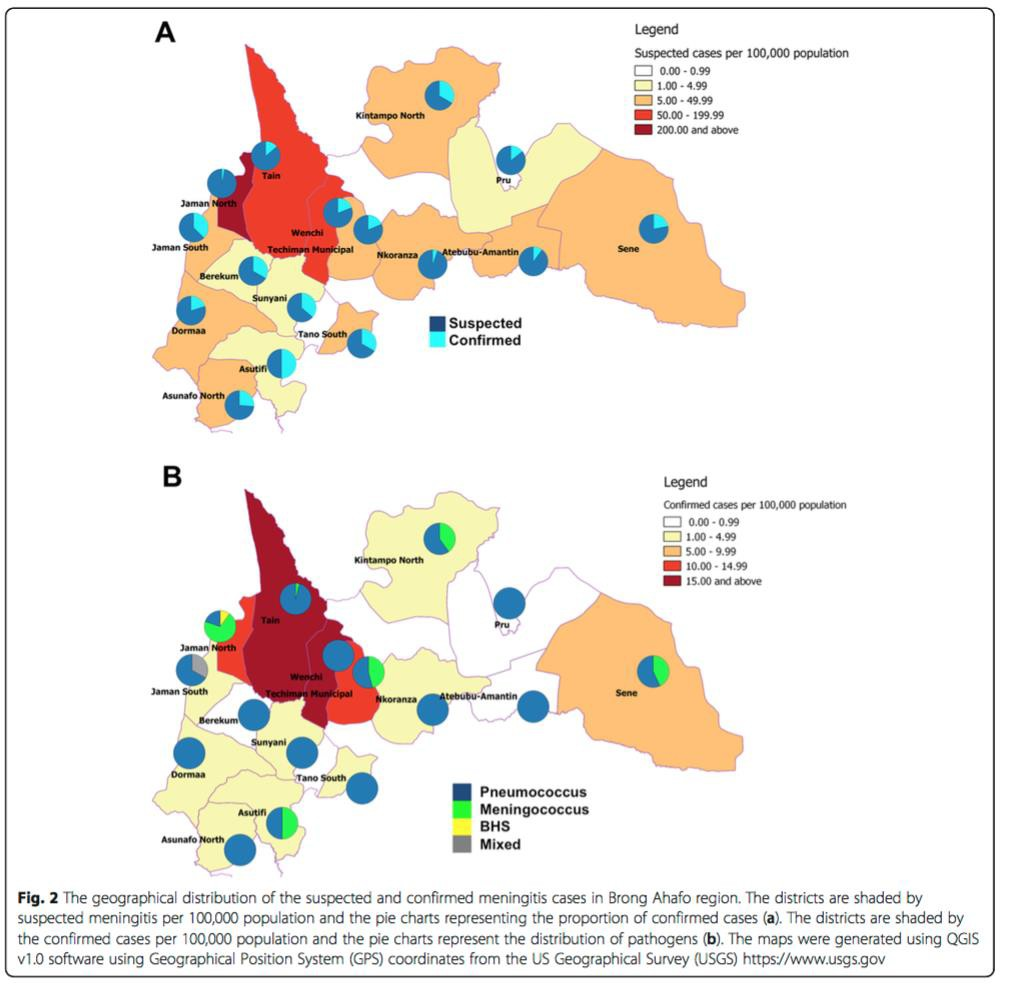 A
Legend
Suspected cases per 100,000 population
0.00 - 0.99
1.00 - 4.99
5.00 - 49.99
50.00 - 199.99
200.00 and above
Kintampo North
Tain
Pru
Jaman North
Jaman South
Wenchi
Techiman Municipal
Nkoranza
Atebubu-Amantin
Sene
Berekum
Sunyani
Dormaa
Tano South
Asutifi
Asunafo North
Suspected
Confirmed
B
Legend
Confirmed cases per 100,000 population
0.00 - 0.99
1.00 - 4.99
5.00 - 9.99
10.00 - 14.99
15.00 and above
Kintampo North
Tain
Pru
Jaman North
Jaman South
Wenchi
Techiman Municipal
Nkoranza
Atebubu-Amantin
Sene
Berekum
Sunyani
Dormaa
Tano South
Asutifi
Asunafo North
Pneumococcus
Meningococcus
BHS
Mixed
Fig. 2 The geographical distribution of the suspected and confirmed meningitis cases in Brong Ahafo region. The districts are shaded by
suspected meningitis per 100,000 population and the pie charts representing the proportion of confirmed cases (a). The districts are shaded by
the confirmed cases per 100,000 population and the pie charts represent the distribution of pathogens (b). The maps were generated using QGIS
v1.0 software using Geographical Position System (GPS) coordinates from the US Geographical Survey (USGS) https://www.usgs.gov